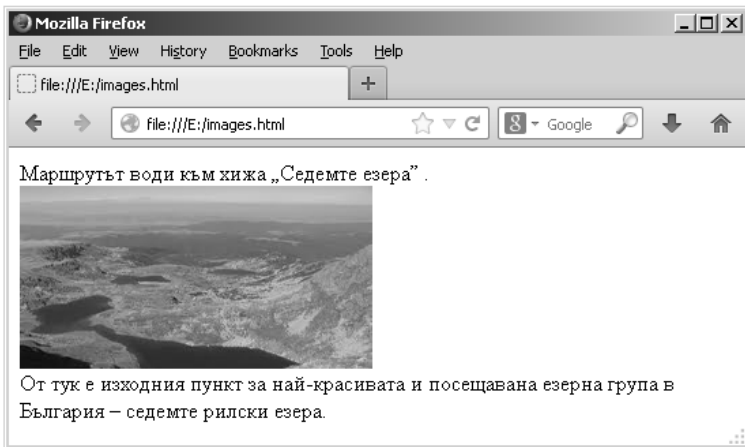 Mozilla Firefox
File Edit View History Bookmarks Tools Help
file:///E:/images.html
file:///E:/images.html
Google
Маршрутът води към хижа „Седемте езера” .
От тук е изходния пункт за най-красивата и посещавана езерна група в
България – седемте рилски езера.